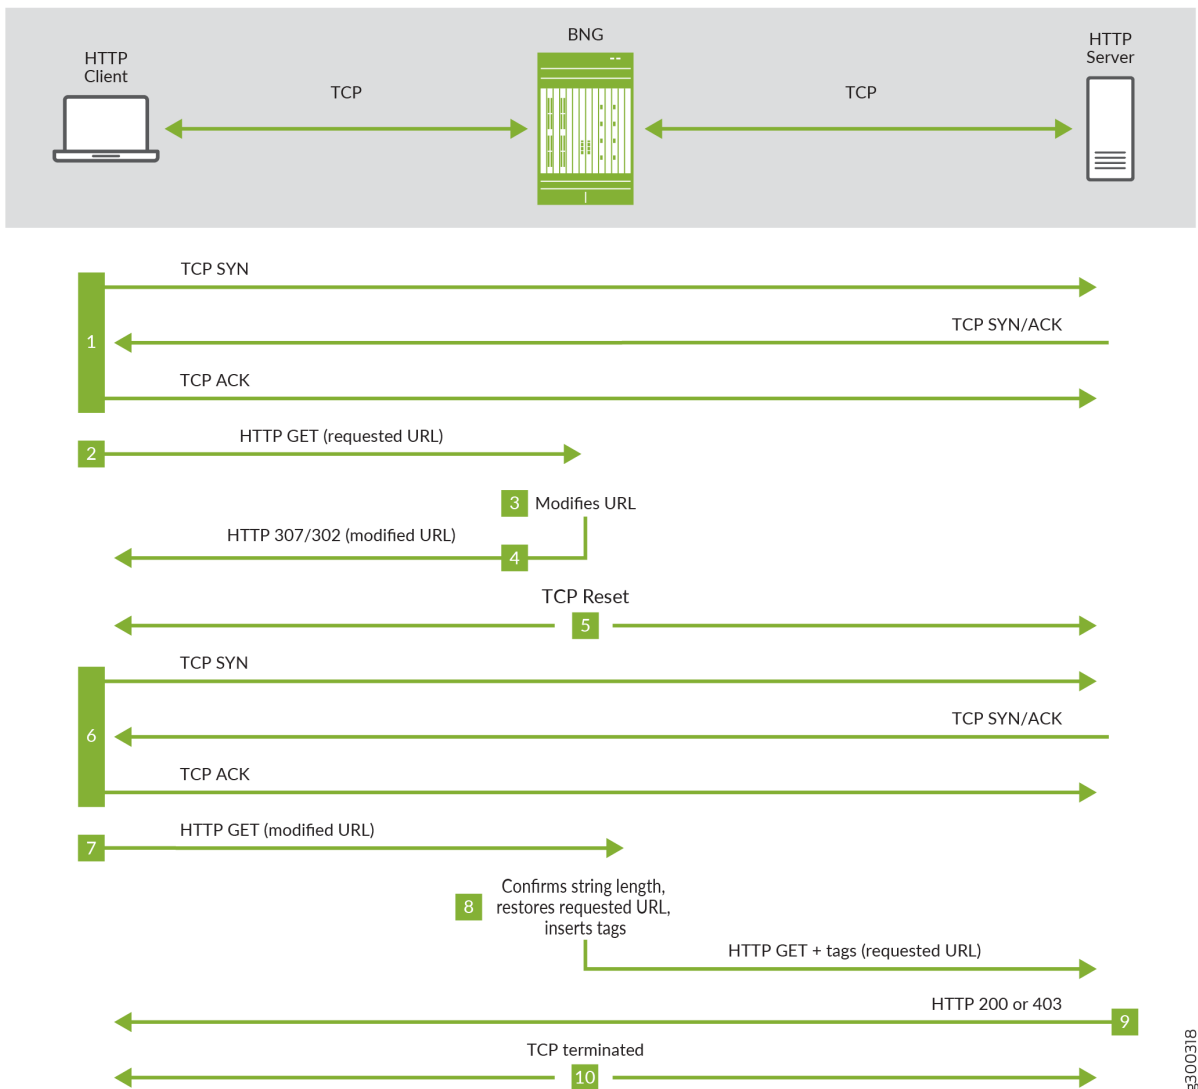 BNG
HTTP
Client
HTTP
Server
TCP
TCP
TCP SYN
TCP SYN/ACK
1
TCP ACK
HTTP GET (requested URL)
2
3 Modifies URL
HTTP 307/302 (modified URL)
4
TCP Reset
5
TCP SYN
TCP SYN/ACK
6
TCP ACK
HTTP GET (modified URL)
7
Confirms string length,
8 restores requested URL,
inserts tags
HTTP GET + tags (requested URL)
HTTP 200 or 403
9
TCP terminated
10